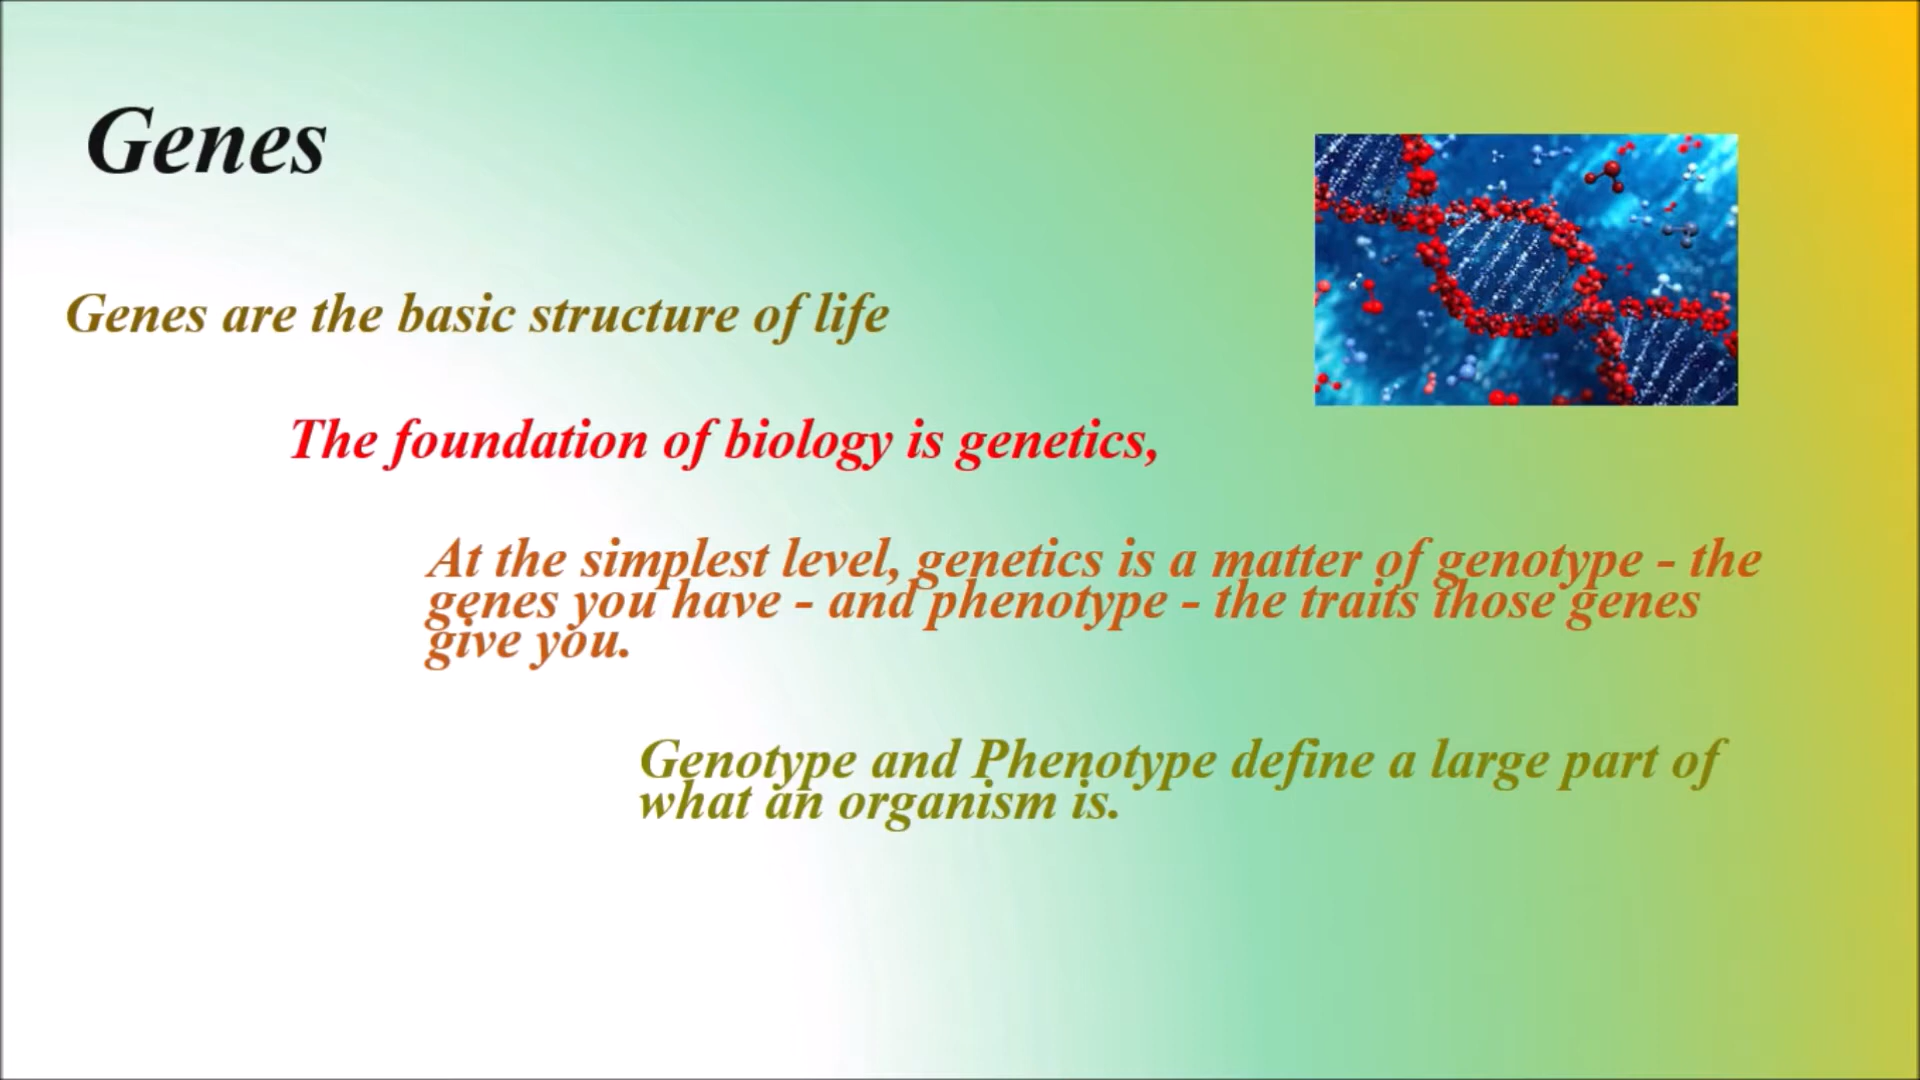 Genes
Genes are the basic structure of life
The foundation of biology is genetics,
At the simplest level, genetics is a matter of genotype - the
genes you have - and phenotype - the traits those genes
give you.
Genotype and Phenotype define a large part of
what an organism is.